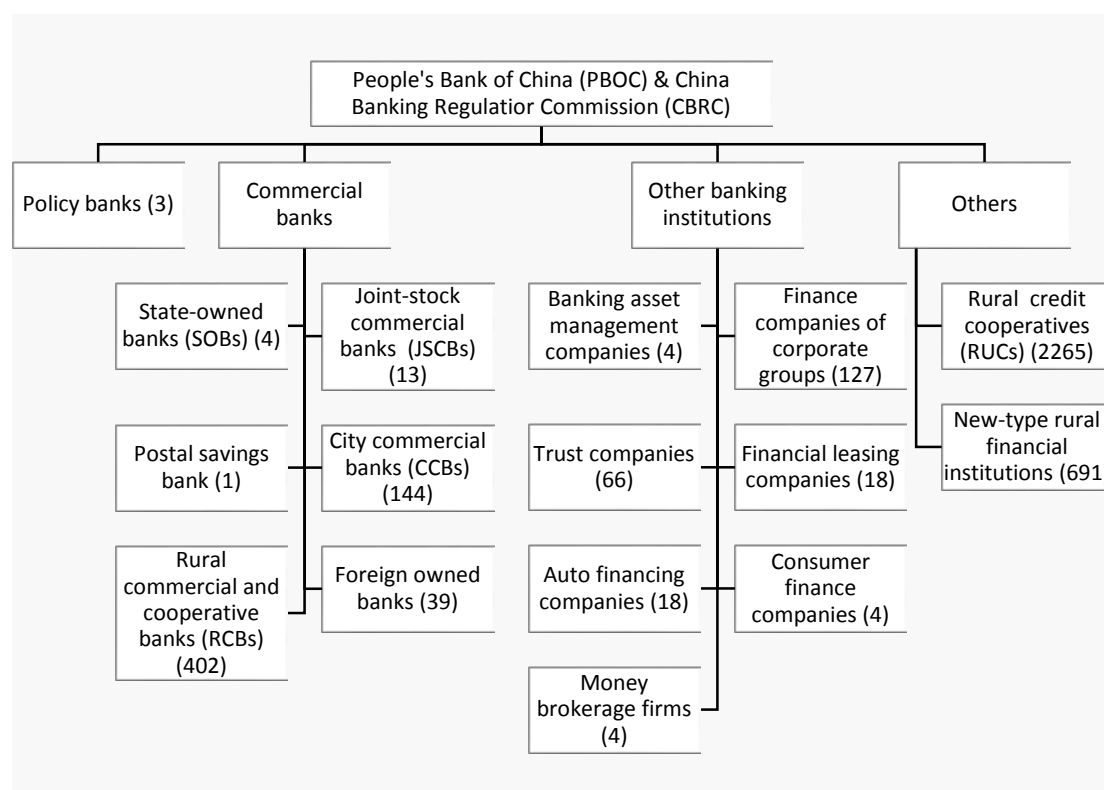 People's Bank of China (PBOC) & China
Banking Regulatior Commission (CBRC)
Policy banks (3)
Commercial
banks
Other banking
institutions
Others
State-owned
banks (SOBs) (4)
Joint-stock
commercial
banks (JSCBs)
(13)
Postal savings
bank (1)
City commercial
banks (CCBs)
(144)
Rural
commercial and
cooperative
banks (RCBs)
(402)
Foreign owned
banks (39)
Banking asset
management
companies (4)
Finance
companies of
corporate
groups (127)
Trust companies
(66)
Financial leasing
companies (18)
Auto financing
companies (18)
Consumer
finance
companies (4)
Money
brokerage firms
(4)
Rural credit
cooperatives
(RUCs) (2265)
New-type rural
financial
institutions (691